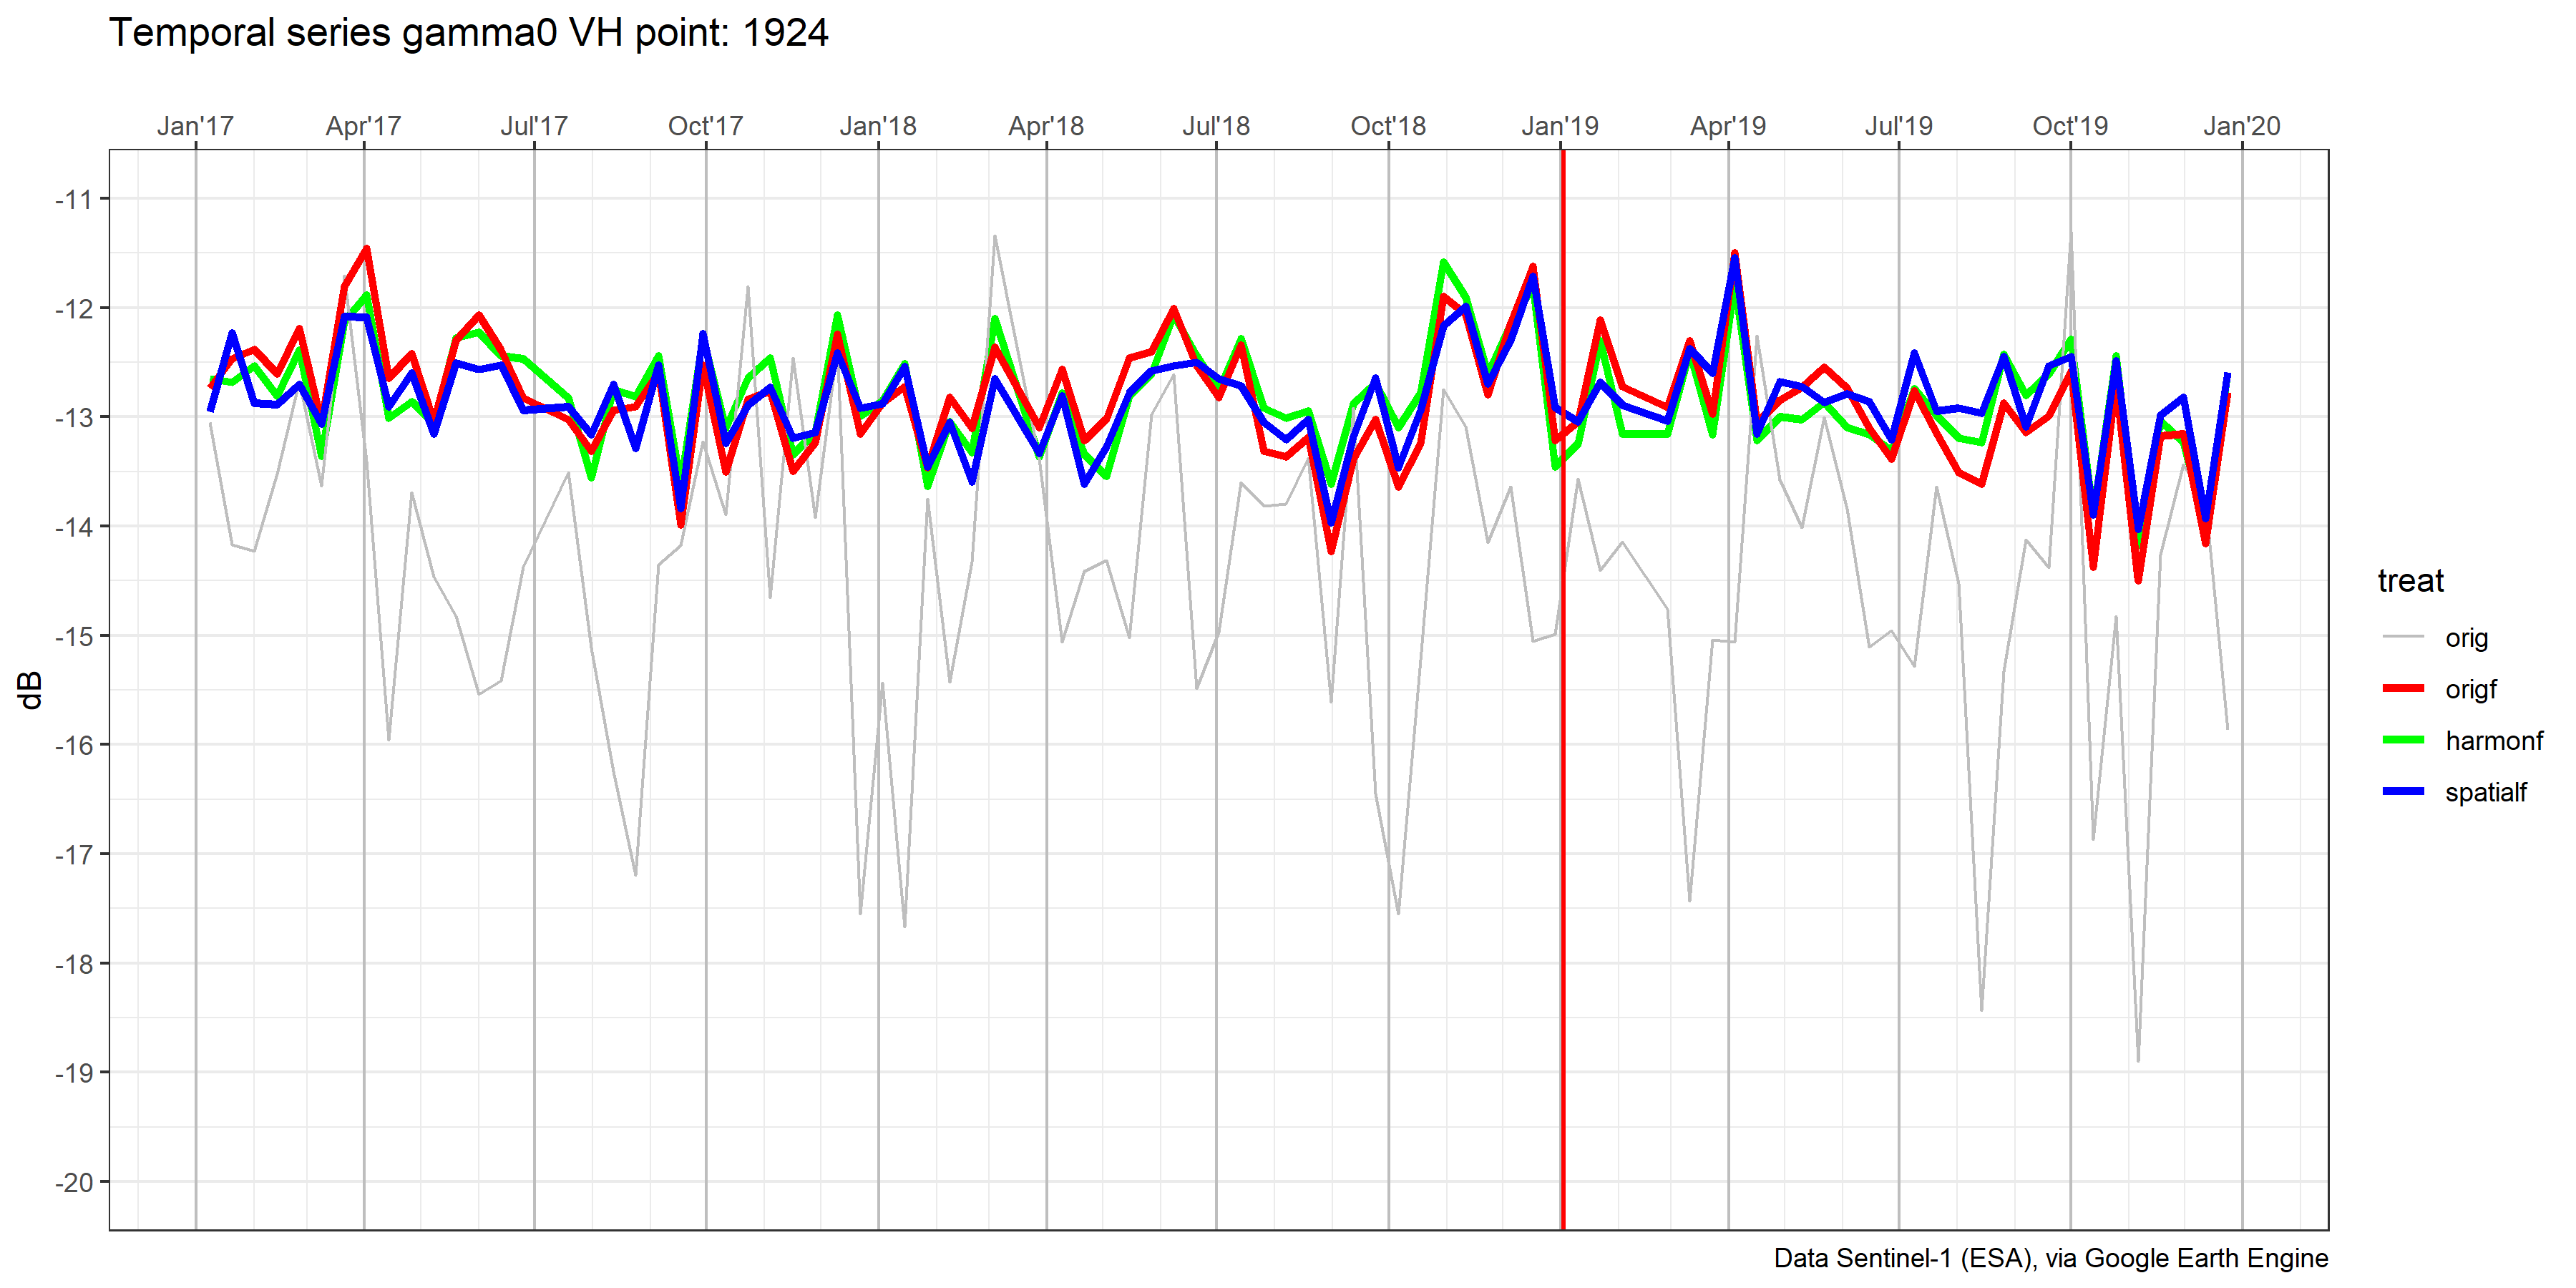 Temporal series gamma0 VH point: 1924
Jan'17 Apr'17 Jul'17 Oct'17 Jan'18 Apr'18 Jul'18 Oct'18 Jan'19 Apr'19 Jul'19 Oct'19 Jan'20
-11
-12
-13
-14
-15
-16
-17
-18
-19
-20
dB
treat
orig
origf
harmonf
spatialf
Data Sentinel-1 (ESA), via Google Earth Engine